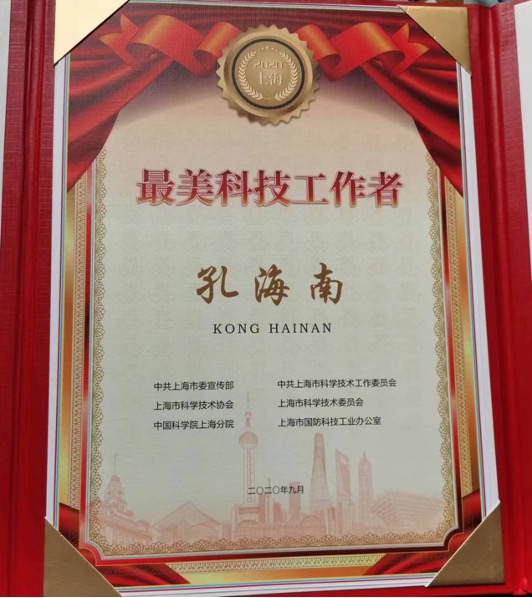 2020
上海
最美科技工作者
孔海南
KONG HAINAN
中共上海市委宣传部 中共上海市科学技术工作委员会
上海市科学技术协会 上海市科学技术委员会
中国科学院上海分院 上海市国防科技工业办公室
二〇二〇年九月